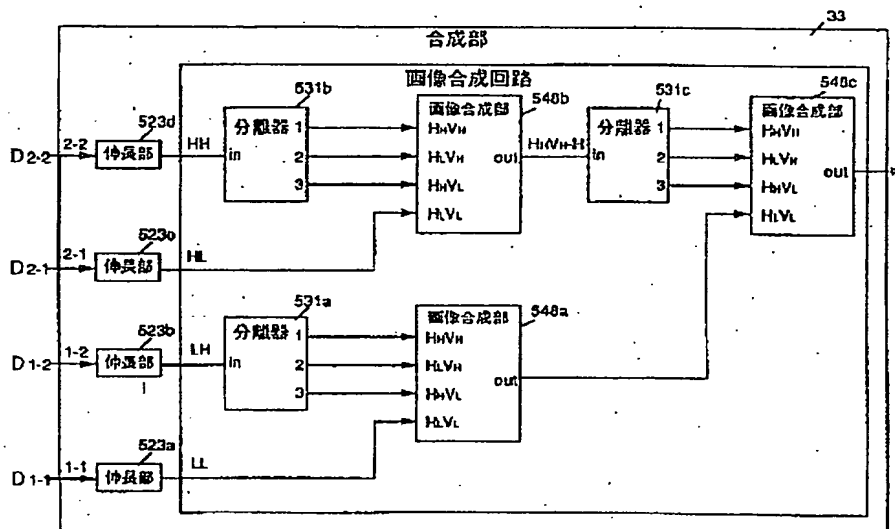 33
合成部
画像合成回路
531b
548b
531c
548c
523d
D2-2
2-2
伸長部
HH
分離器
in
1
2
3
画像合成部
HHVH
HLVH
HHVL
HLVL
out
分離器
in
1
2
3
画像合成部
HHVH
HLVH
HHVL
HLVL
out
D2-1
2-1
伸長部
HL
531a
548a
523b
D1-2
1-2
伸長部
LH
分離器
in
1
2
3
画像合成部
HHVH
HLVH
HHVL
HLVL
out
523a
D1-1
1-1
伸長部
LL